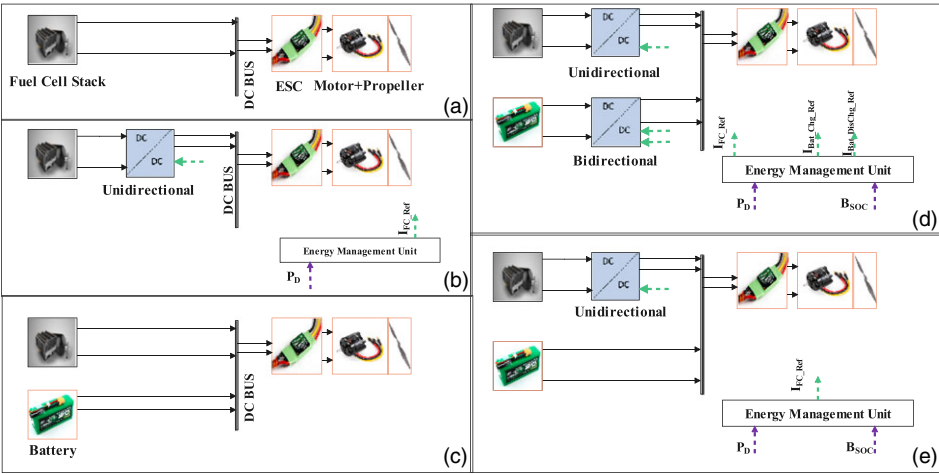 Fuel Cell Stack
DC BUS
ESC
Motor+Propeller
(a)
DC
DC
Unidirectional
DC BUS
I_FC_Ref
Energy Management Unit
P_D
(b)
DC BUS
Battery
(c)
DC
DC
Unidirectional
DC
DC
Bidirectional
I_FC_Ref
I_Bat_Chg_Ref
I_Bat_DisChg_Ref
Energy Management Unit
P_D
B_SOC
(d)
DC
DC
Unidirectional
I_FC_Ref
Energy Management Unit
P_D
B_SOC
(e)